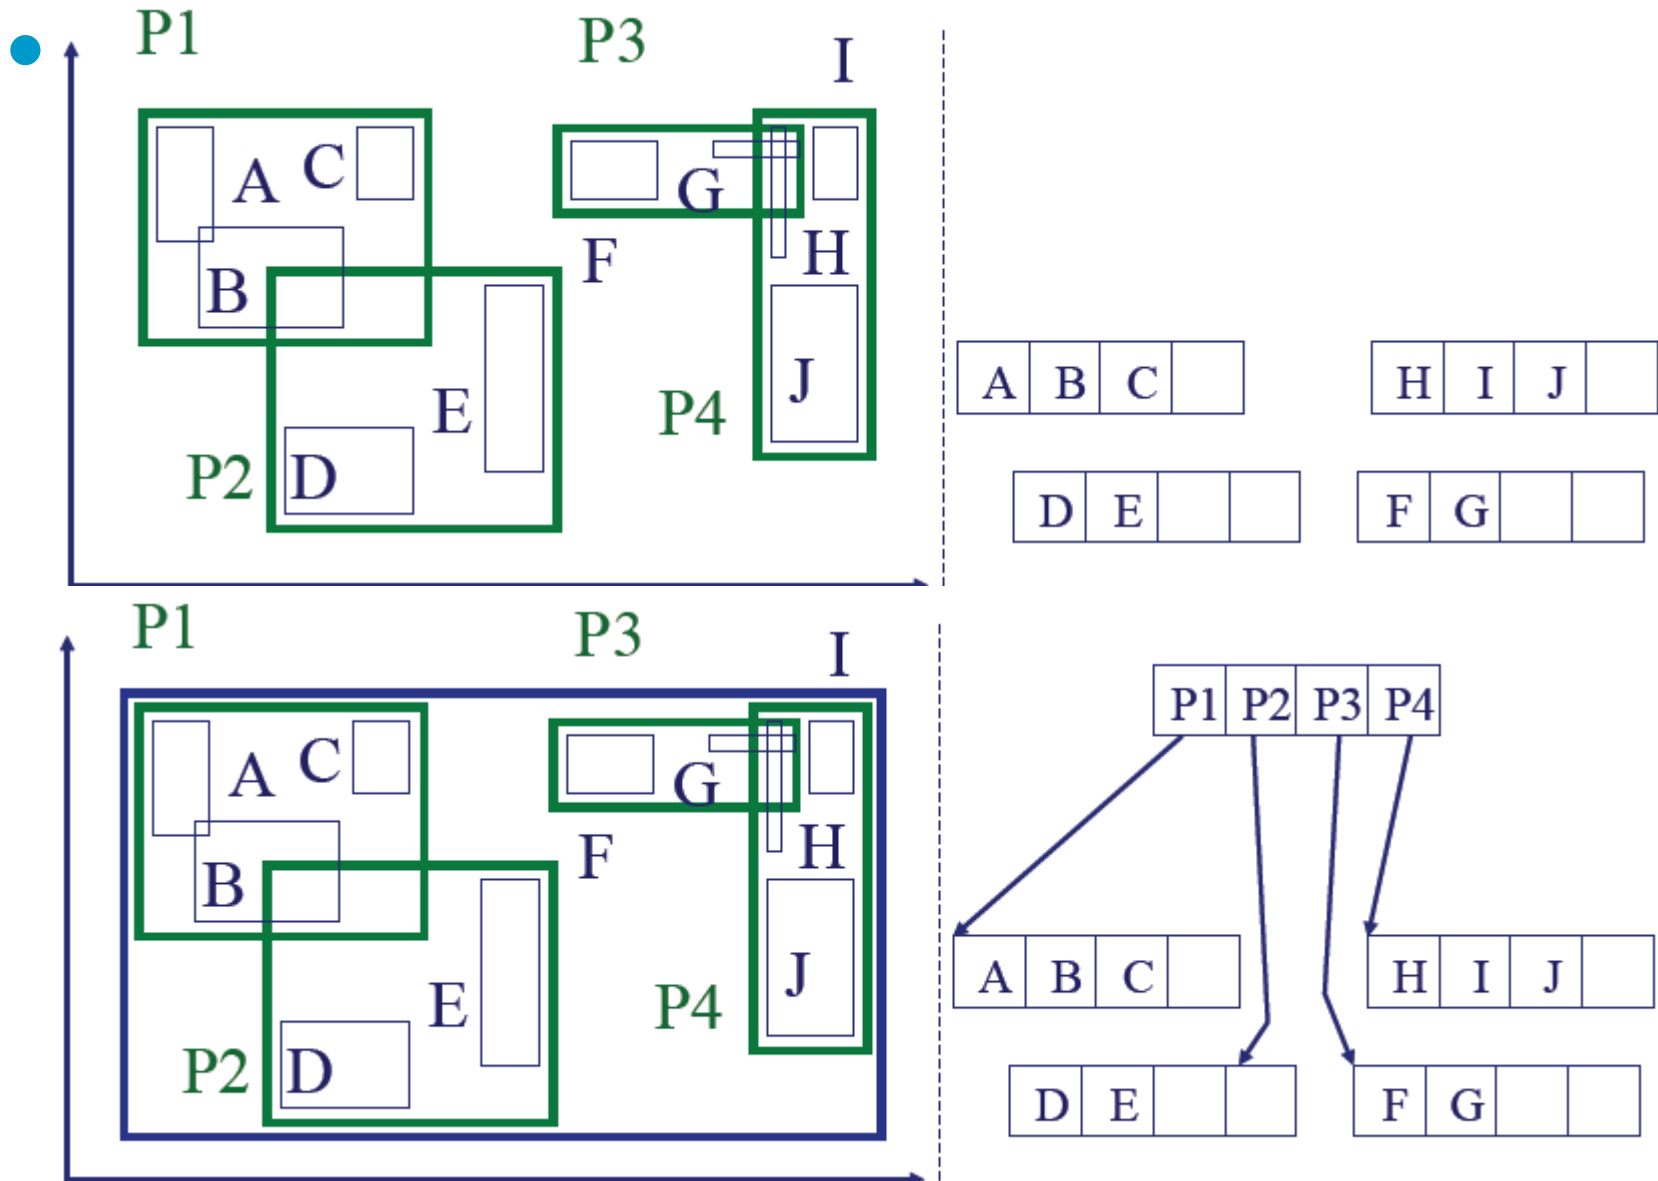 P1 P3 I
A C G
F H
B
E J P4
P2 D
A B C
H I J
D E
F G
P1 P3 I
P1 P2 P3 P4
A C G
F H
B
E J P4
P2 D
A B C
H I J
D E
F G